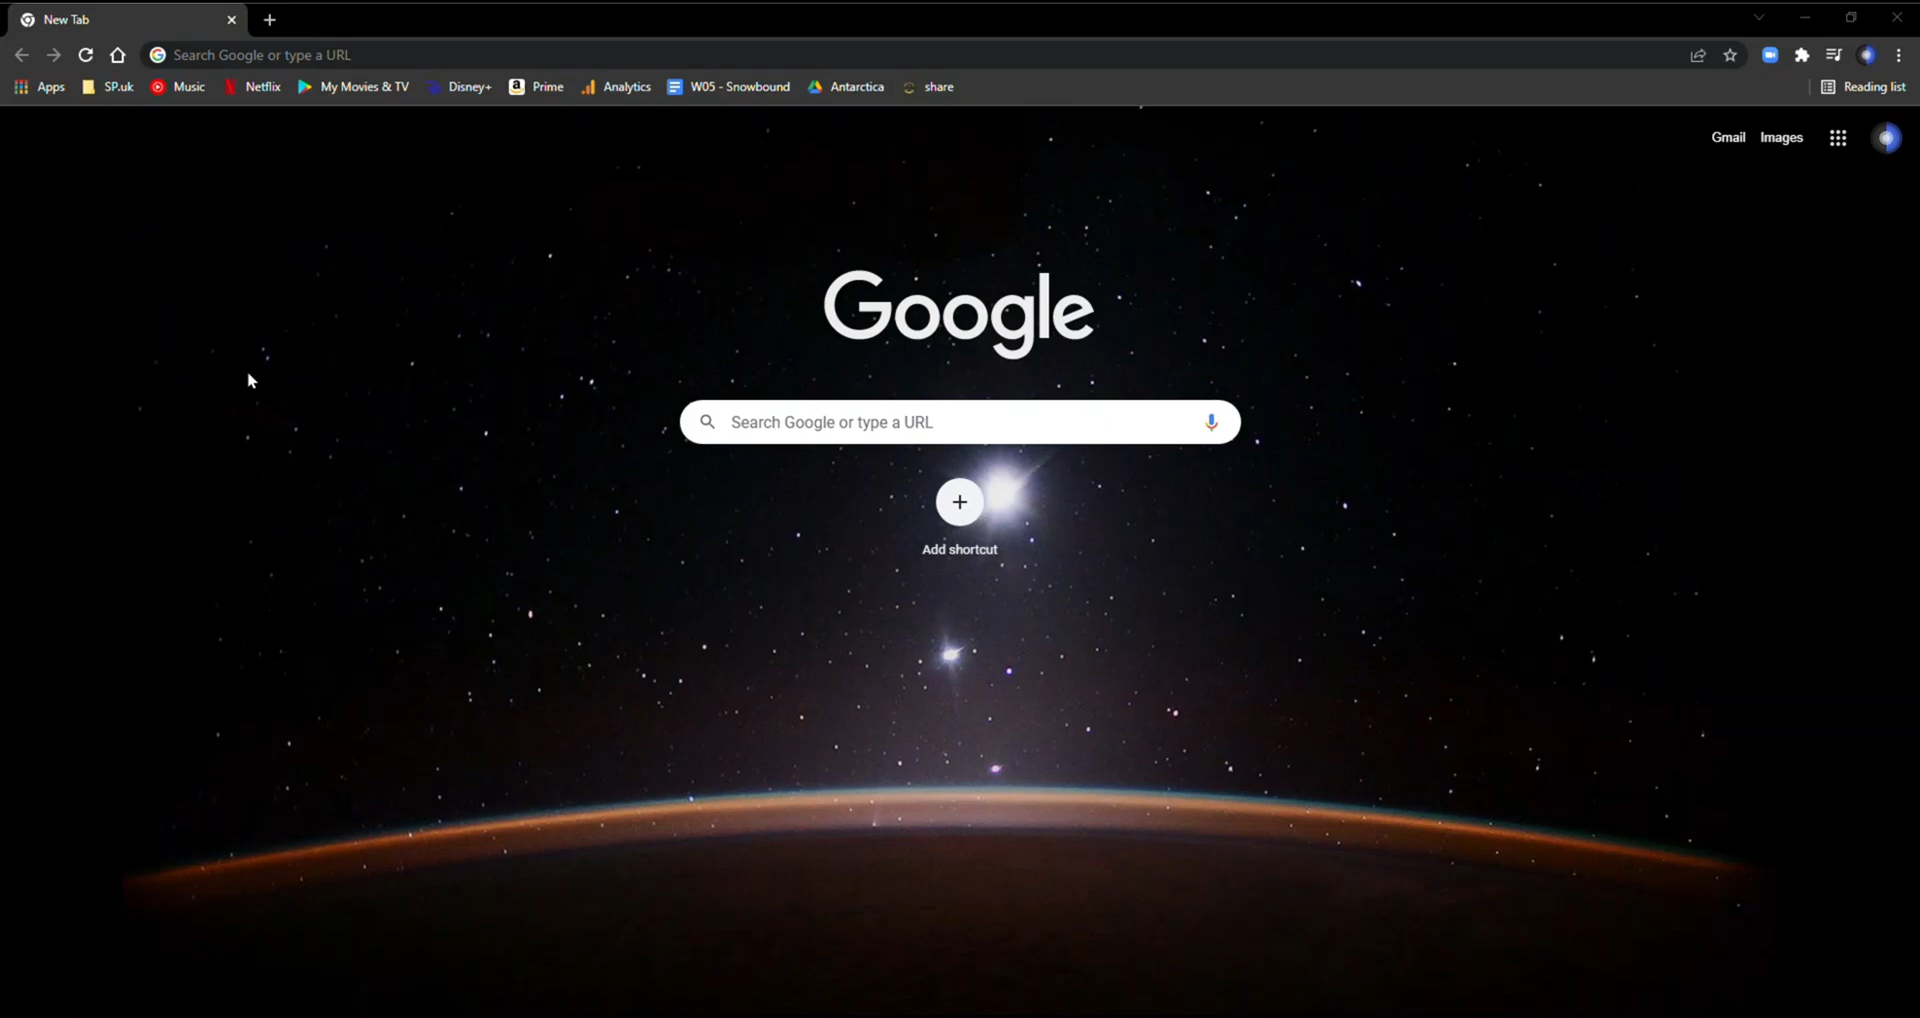 New Tab
Search Google or type a URL
Apps SP.uk Music Netflix My Movies & TV Disney+ Prime Analytics W05 - Snowbound Antarctica share Reading list
Gmail Images
Google
Search Google or type a URL
Add shortcut